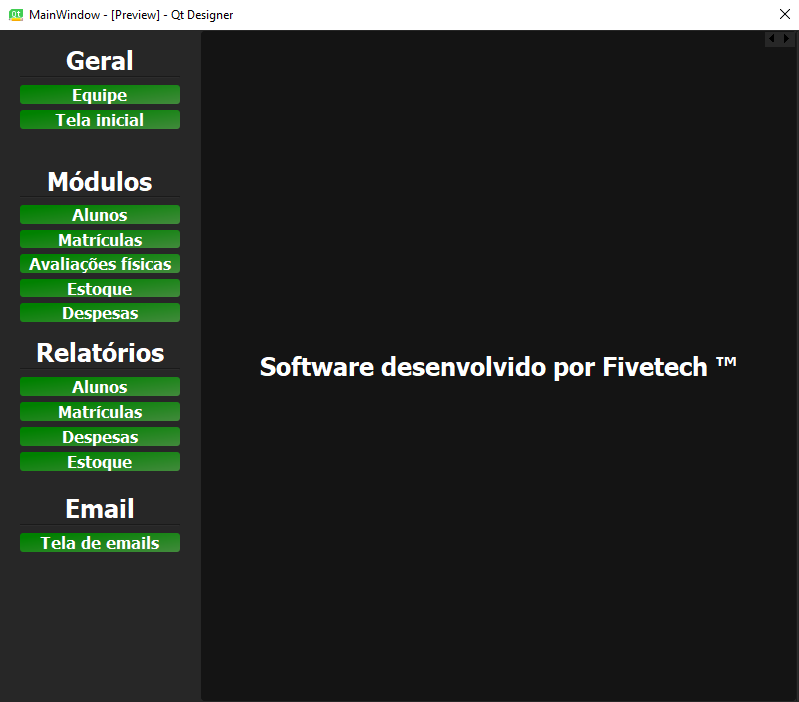 MainWindow - [Preview] - Qt Designer
Geral
Equipe
Tela inicial
Módulos
Alunos
Matrículas
Avaliações físicas
Estoque
Despesas
Relatórios
Alunos
Matrículas
Despesas
Estoque
Email
Tela de emails
Software desenvolvido por Fivetech ™